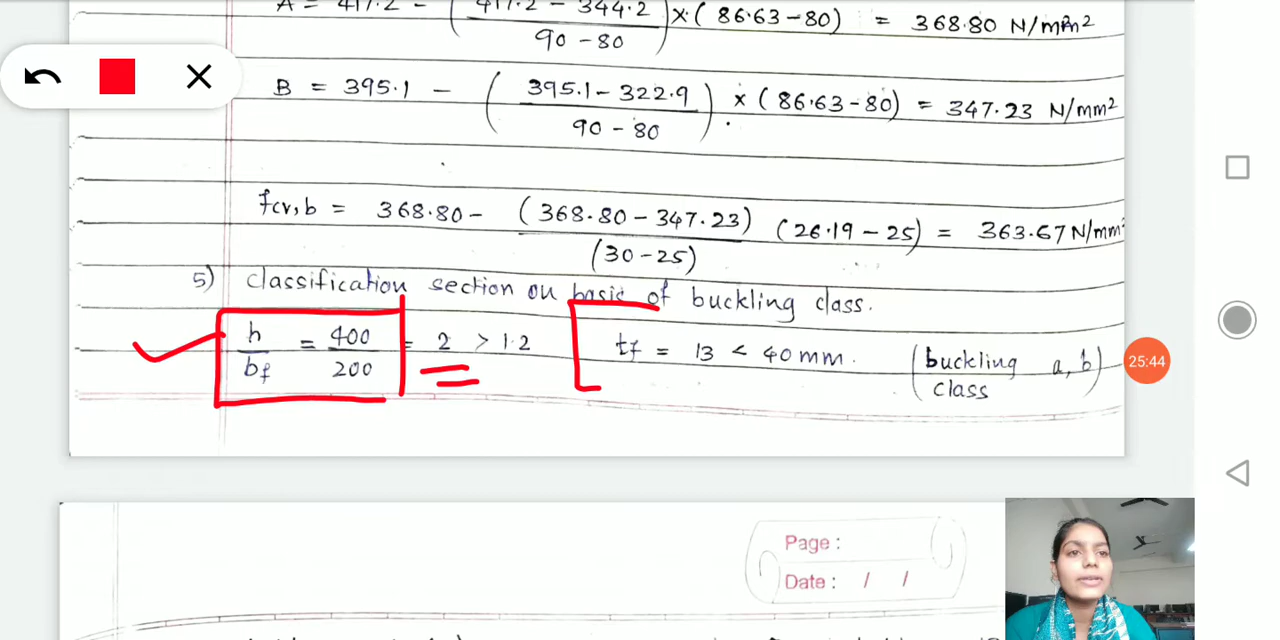 A = 417.2 - (417.2 - 344.2 / 90 - 80) × (86.63 - 80) = 368.80 N/mm²
B = 395.1 - (395.1 - 322.9 / 90 - 80) × (86.63 - 80) = 347.23 N/mm²
fcr,b = 368.80 - (368.80 - 347.23) / (30 - 25) (26.19 - 25) = 363.67 N/mm²
5) Classification section on basic of buckling class.
h / bf = 400 / 200 = 2 > 1.2 tf = 13 < 40 mm. (buckling class a, b)
25:44
Page :
Date : / /